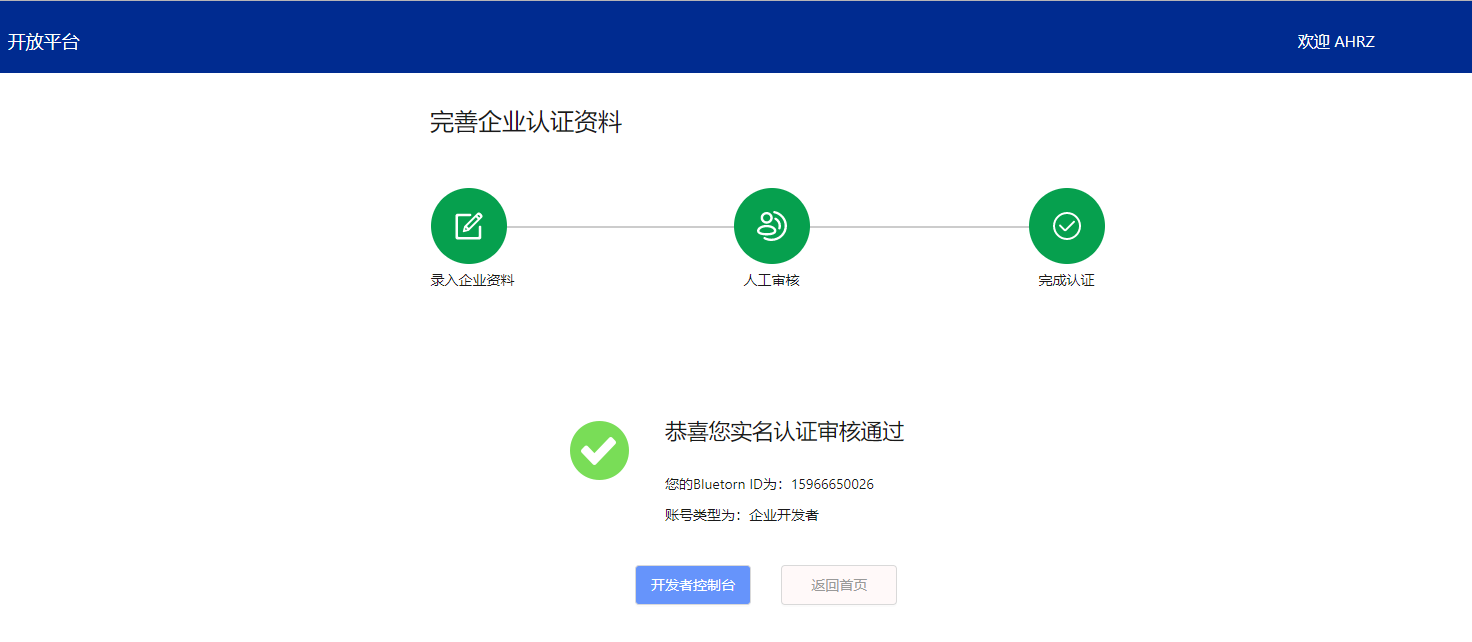 开放平台
欢迎 AHRZ
完善企业认证资料
录入企业资料
人工审核
完成认证
恭喜您实名认证审核通过
您的Bluetorn ID为：15966650026
账号类型为：企业开发者
开发者控制台
返回首页